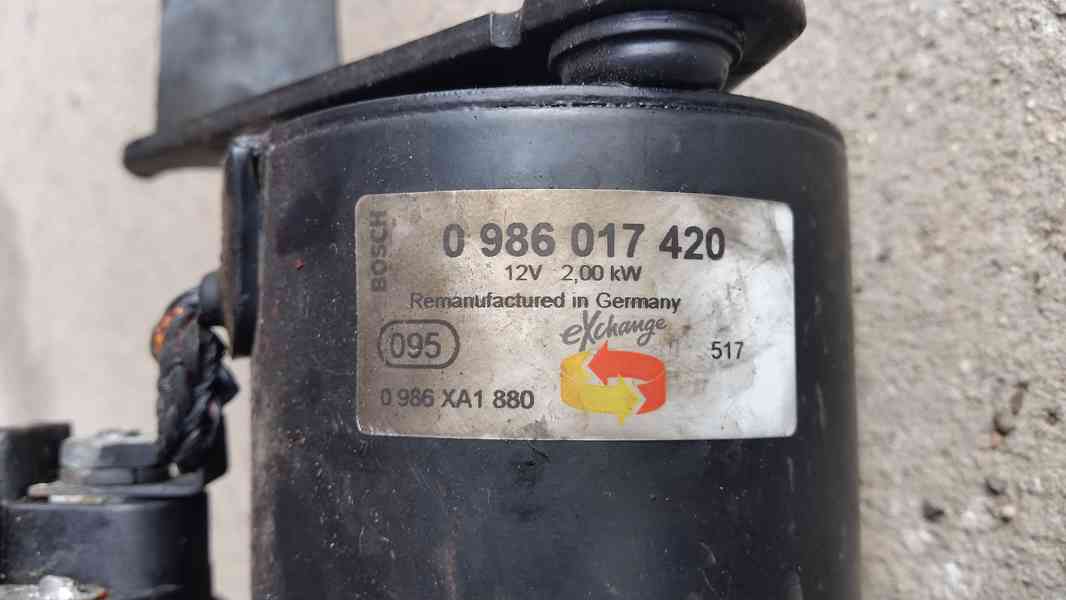 BOSCH
0 986 017 420
12V 2,00 kW
Remanufactured in Germany
eXchange
095
517
0 986 XA1 880